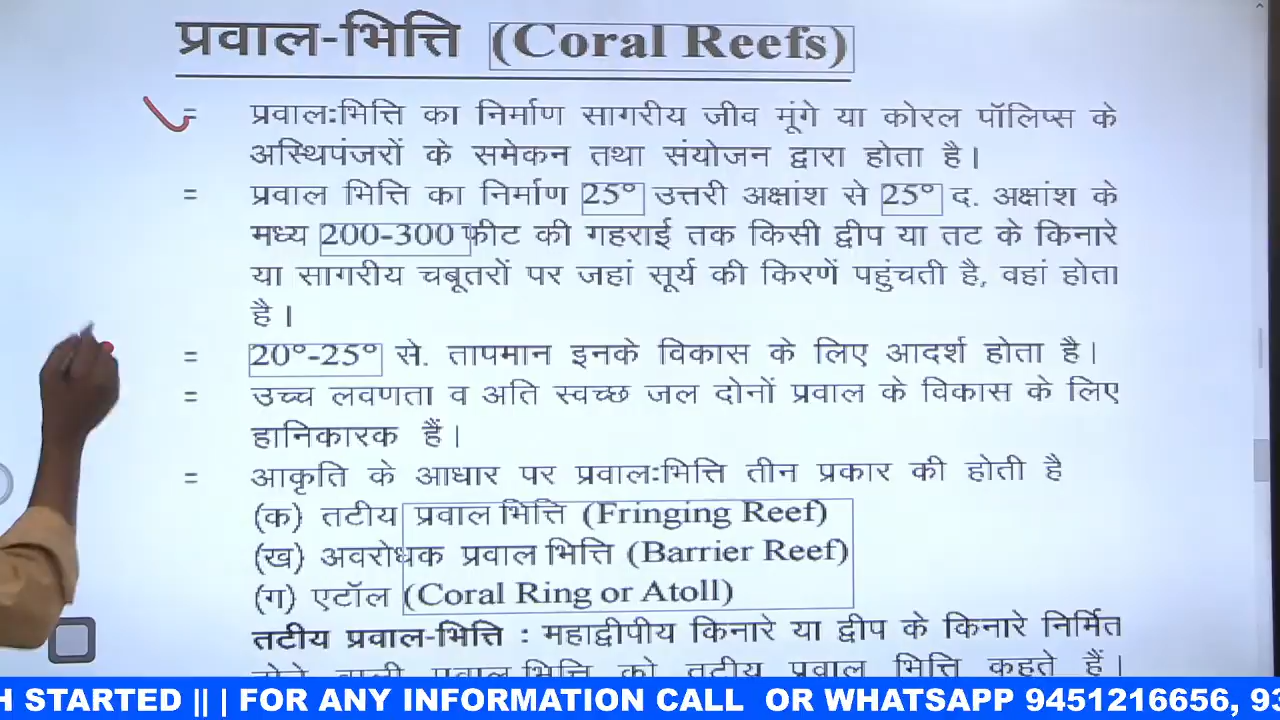 प्रवाल-भित्ति (Coral Reefs)
= प्रवाल:भित्ति का निर्माण सागरीय जीव मूंगे या कोरल पॉलिप्स के
अस्थिपंजरों के समेकन तथा संयोजन द्वारा होता है।
= प्रवाल भित्ति का निर्माण 25° उत्तरी अक्षांश से 25° द. अक्षांश के
मध्य 200-300 फीट की गहराई तक किसी द्वीप या तट के किनारे
या सागरीय चबूतरों पर जहां सूर्य की किरणें पहुंचती है, वहां होता
है।
= 20°-25° से. तापमान इनके विकास के लिए आदर्श होता है।
= उच्च लवणता व अति स्वच्छ जल दोनों प्रवाल के विकास के लिए
हानिकारक हैं।
= आकृति के आधार पर प्रवाल:भित्ति तीन प्रकार की होती है
(क) तटीय प्रवाल भित्ति (Fringing Reef)
(ख) अवरोधक प्रवाल भित्ति (Barrier Reef)
(ग) एटॉल (Coral Ring or Atoll)
तटीय प्रवाल-भित्ति : महाद्वीपीय किनारे या द्वीप के किनारे निर्मित
होने वाली प्रवाल भित्ति को तटीय प्रवाल भित्ति कहते हैं।
H STARTED || | FOR ANY INFORMATION CALL OR WHATSAPP 9451216656, 93